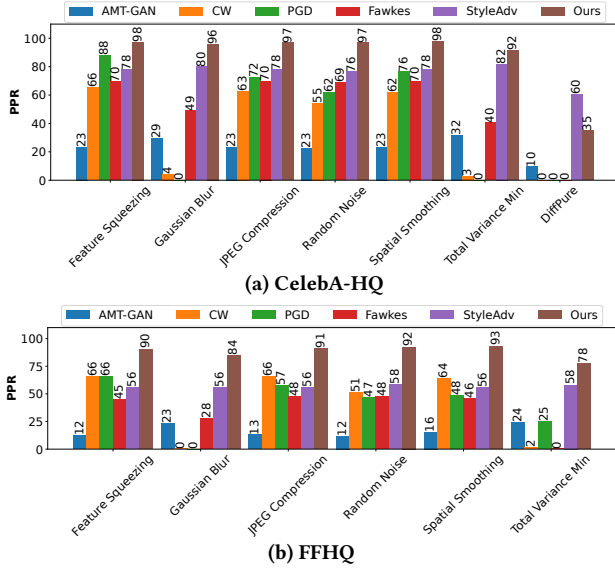 AMT-GAN CW PGD Fawkes StyleAdv Ours
PPR
100
80
60
40
20
0
23 66 88 70 78 98
29 4 0 49 80 96
23 63 72 70 78 97
23 55 62 69 76 97
23 62 76 70 78 98
32 3 0 40 82 92
10 0 0 0 60 35
Feature Squeezing
Gaussian Blur
JPEG Compression
Random Noise
Spatial Smoothing
Total Variance Min
DiffPure
(a) CelebA-HQ
AMT-GAN CW PGD Fawkes StyleAdv Ours
PPR
100
75
50
25
0
12 66 66 45 56 90
23 0 0 28 56 84
13 66 57 48 56 91
12 51 47 48 58 92
16 64 48 46 56 93
24 2 25 0 58 78
Feature Squeezing
Gaussian Blur
JPEG Compression
Random Noise
Spatial Smoothing
Total Variance Min
(b) FFHQ